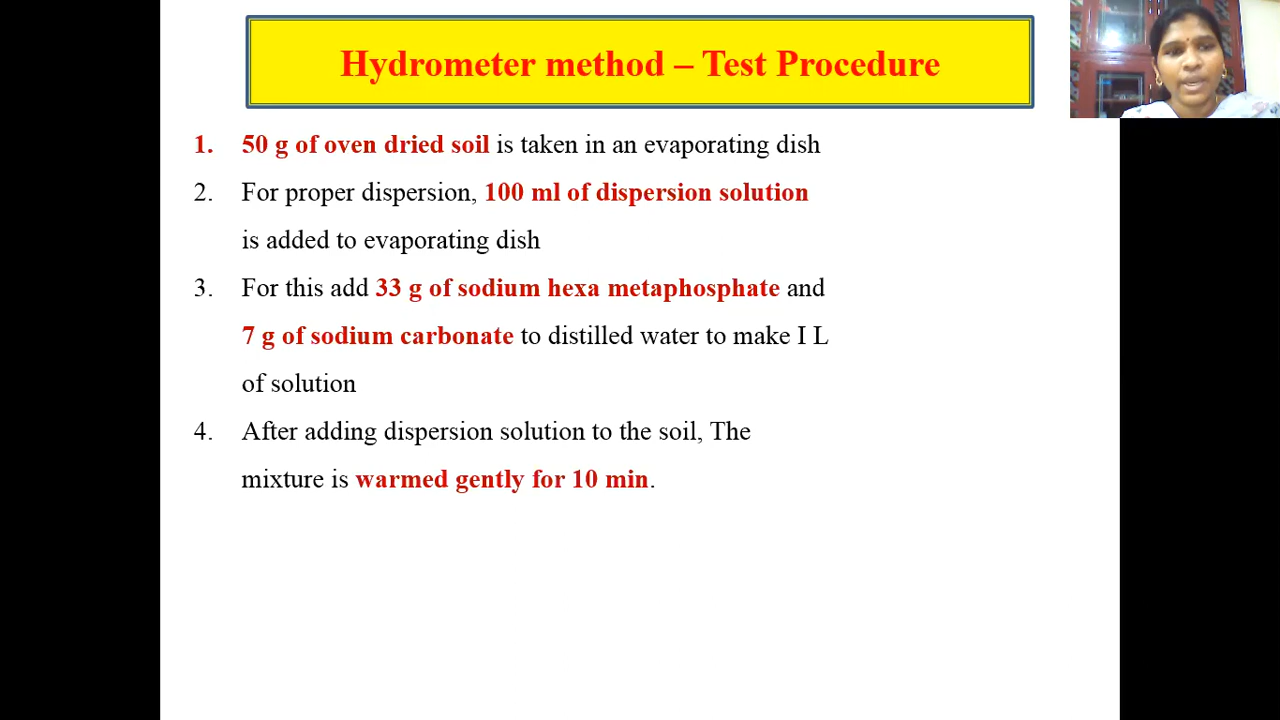 Hydrometer method – Test Procedure
1. 50 g of oven dried soil is taken in an evaporating dish
2. For proper dispersion, 100 ml of dispersion solution
is added to evaporating dish
3. For this add 33 g of sodium hexa metaphosphate and
7 g of sodium carbonate to distilled water to make I L
of solution
4. After adding dispersion solution to the soil, The
mixture is warmed gently for 10 min.